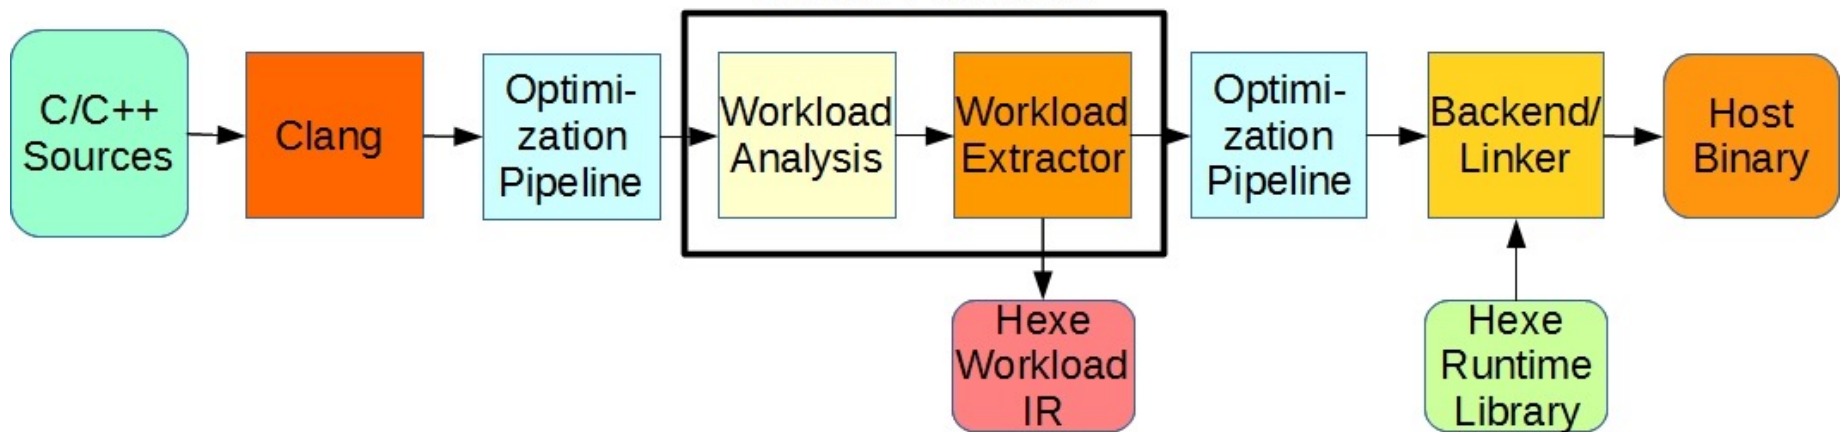 C/C++
Sources
Clang
Optimi-
zation
Pipeline
Workload
Analysis
Workload
Extractor
Optimi-
zation
Pipeline
Backend/
Linker
Host
Binary
Hexe
Workload
IR
Hexe
Runtime
Library